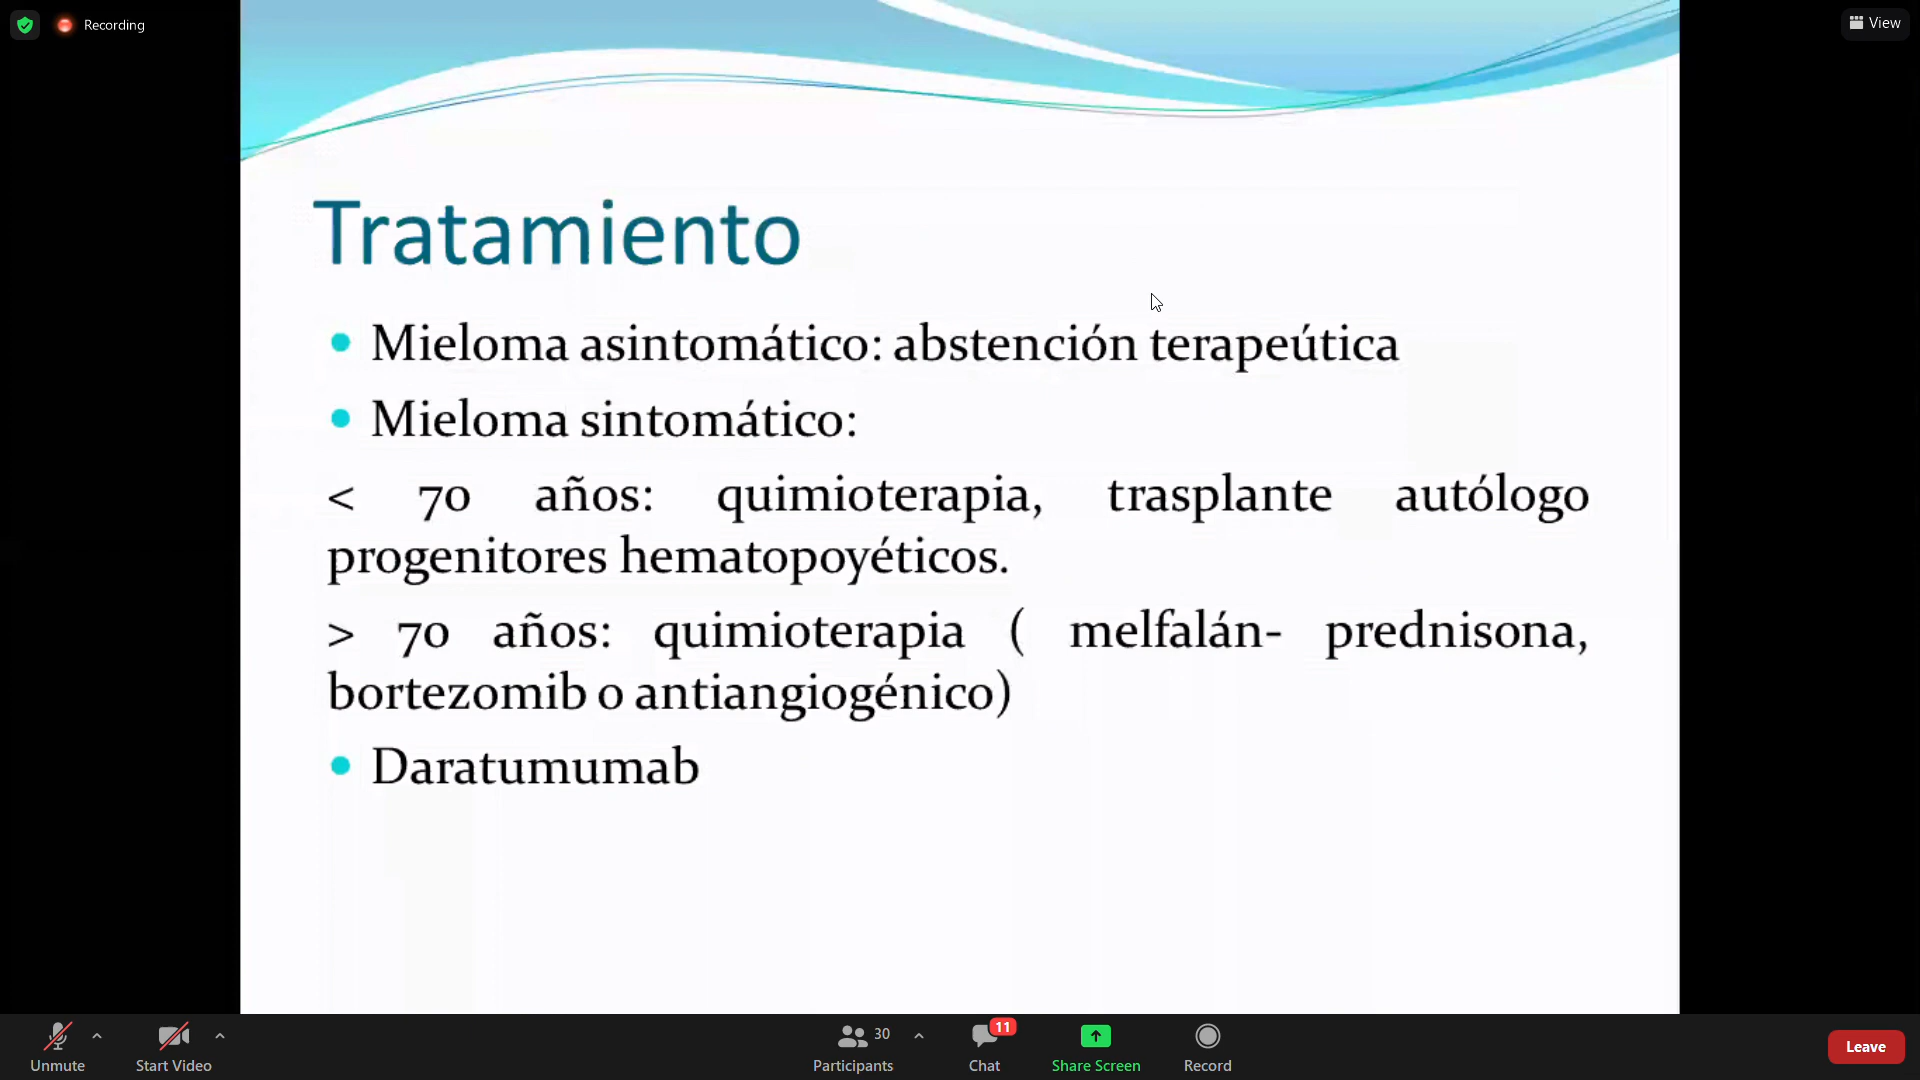 Recording
View
Tratamiento
Mieloma asintomático: abstención terapeútica
Mieloma sintomático:
< 70 años: quimioterapia, trasplante autólogo
progenitores hematopoyéticos.
> 70 años: quimioterapia ( melfalán- prednisona,
bortezomib o antiangiogénico)
Daratumumab
30
11
Unmute
Start Video
Participants
Chat
Share Screen
Record
Leave